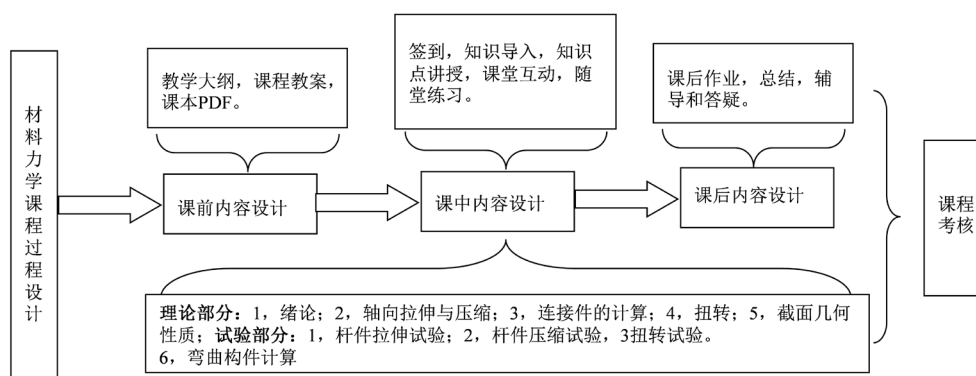 材料力学课程过程设计
教学大纲，课程教案，
课本PDF。
签到，知识导入，知识
点讲授，课堂互动，随
堂练习。
课后作业，总结，辅
导和答疑。
课前内容设计
课中内容设计
课后内容设计
课程
考核
理论部分：1，绪论；2，轴向拉伸与压缩；3，连接件的计算；4，扭转；5，截面几何
性质；试验部分：1，杆件拉伸试验；2，杆件压缩试验，3扭转试验。
6，弯曲构件计算